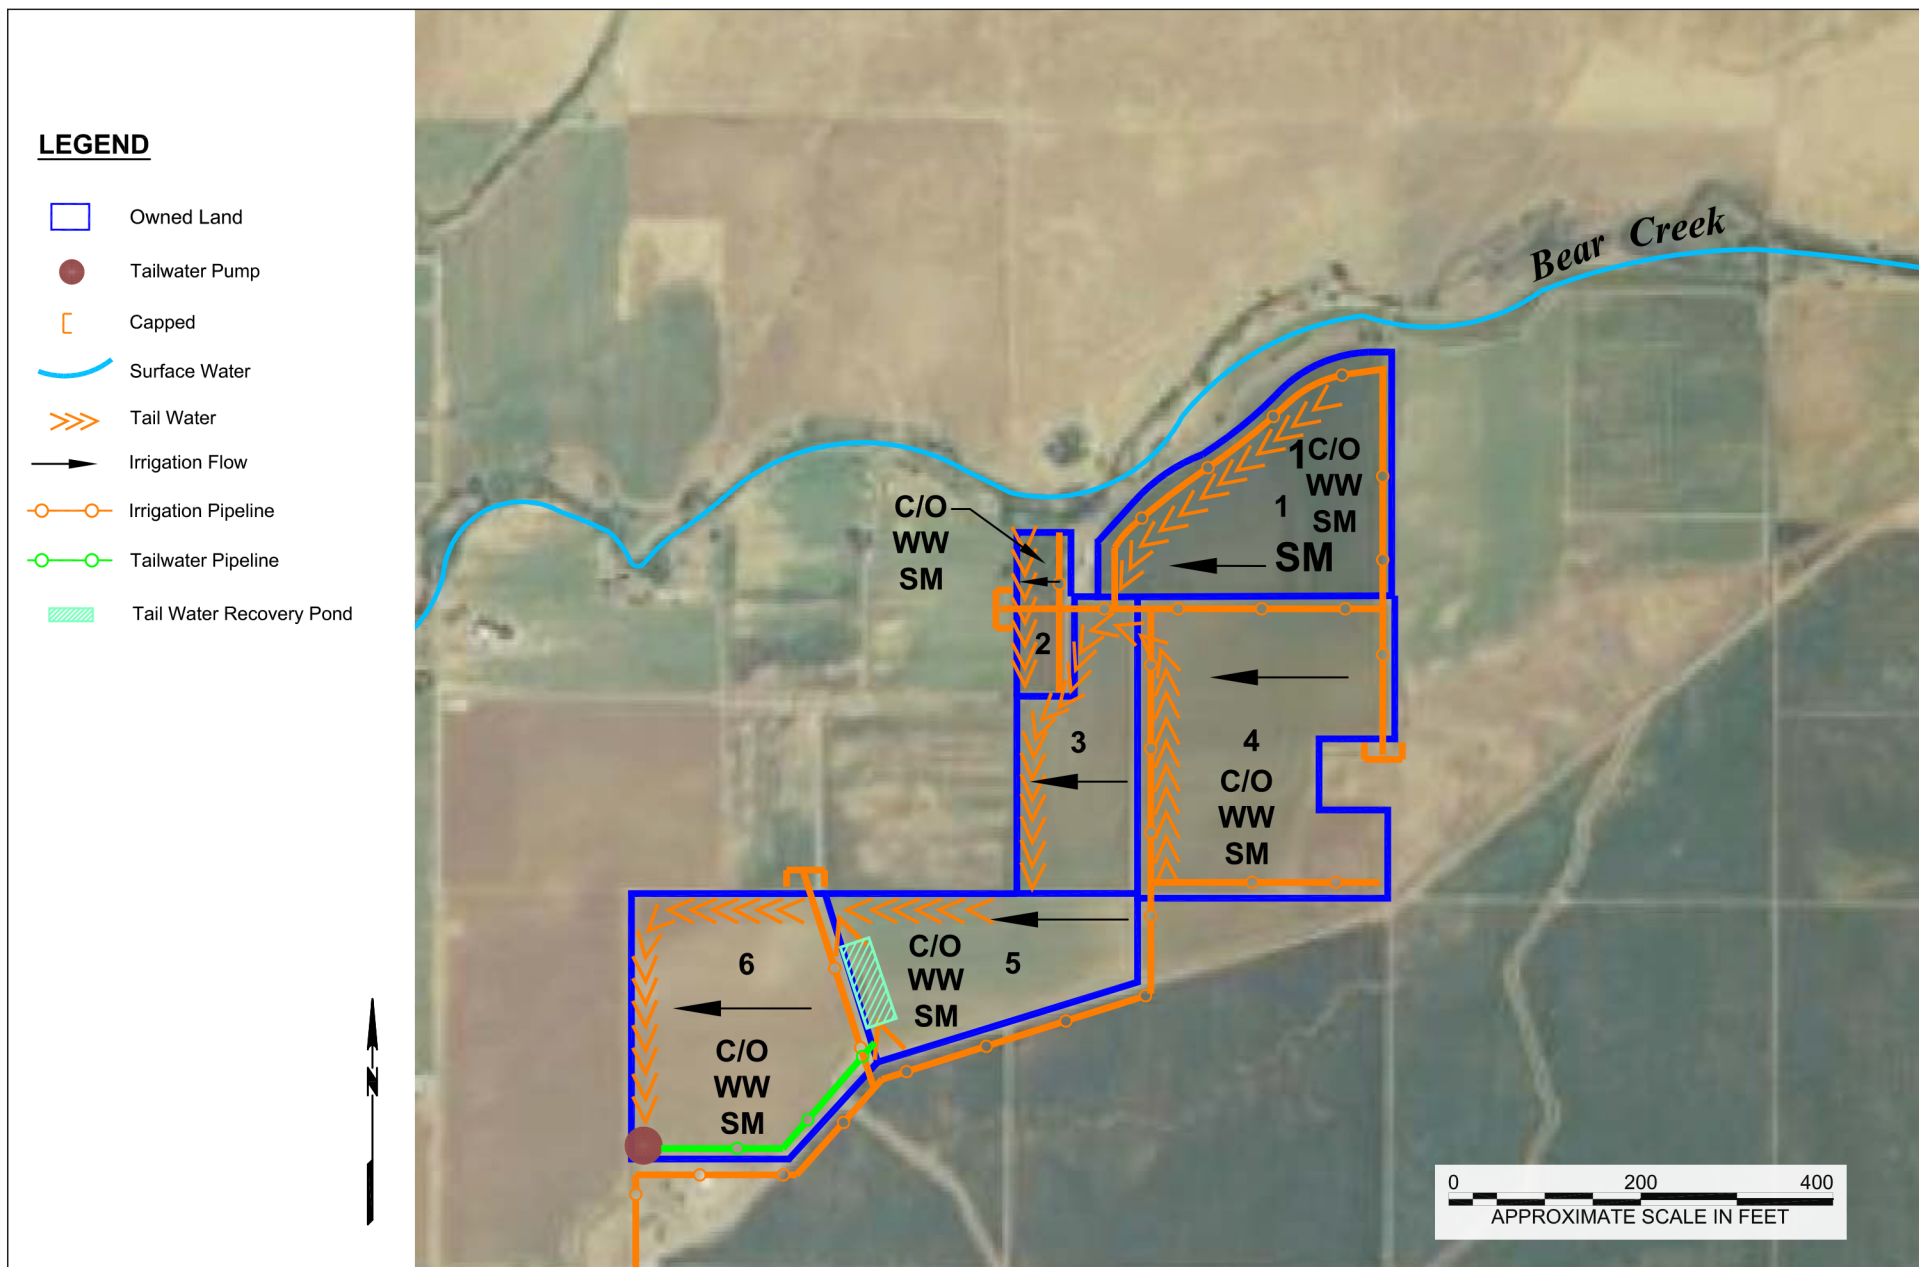 LEGEND
Owned Land
Tailwater Pump
Capped
Surface Water
Tail Water
Irrigation Flow
Irrigation Pipeline
Tailwater Pipeline
Tail Water Recovery Pond
Bear Creek
1 C/O
WW
1
SM
SM
C/O
WW
SM
2
3
4
C/O
WW
SM
C/O
WW
5
SM
6
C/O
WW
SM
N
0 200 400
APPROXIMATE SCALE IN FEET